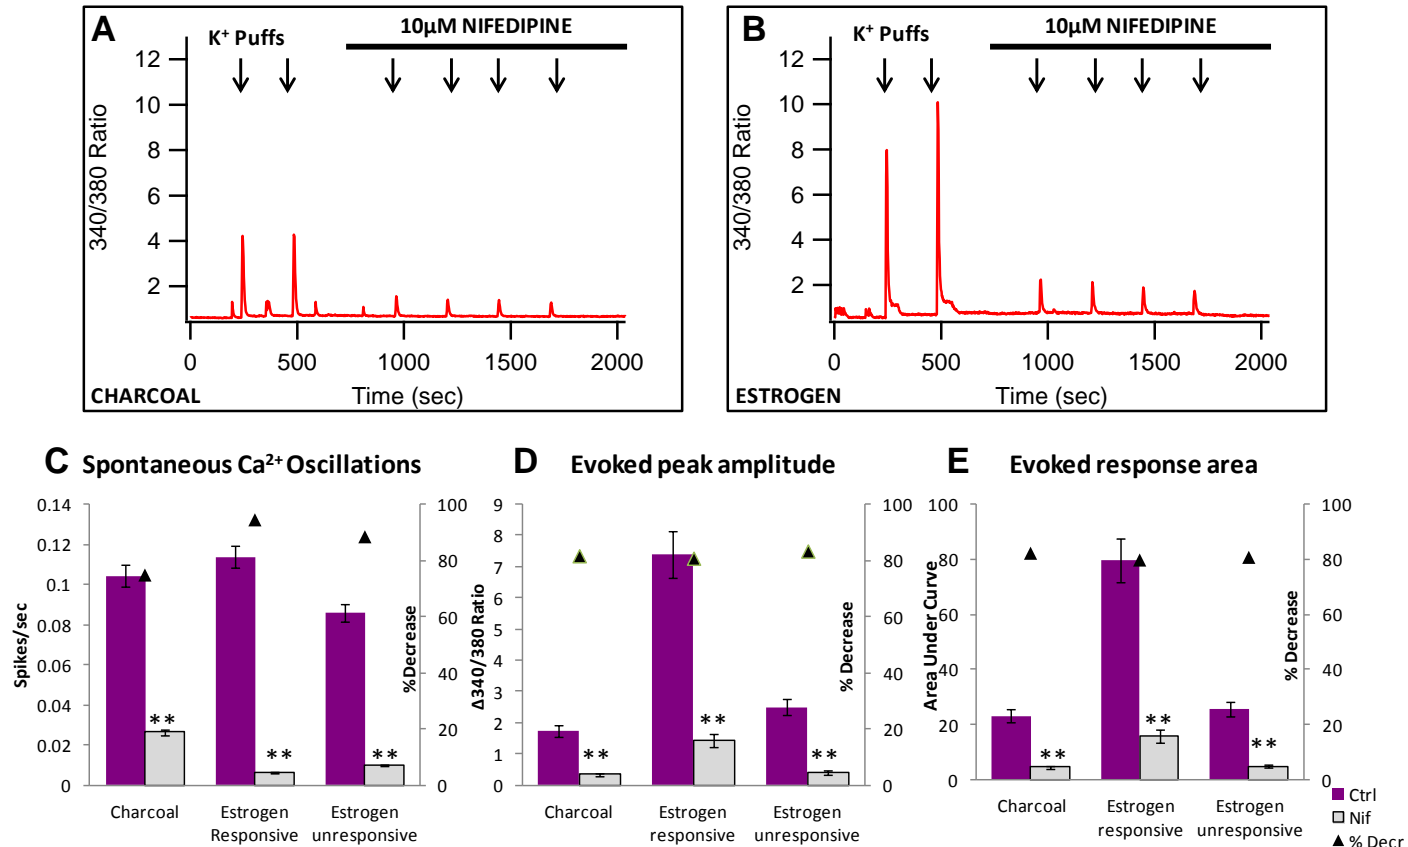 A
K⁺ Puffs
10µM NIFEDIPINE
340/380 Ratio
12
10
8
6
4
2
0
500
1000
1500
2000
Time (sec)
CHARCOAL
B
K⁺ Puffs
10µM NIFEDIPINE
340/380 Ratio
12
10
8
6
4
2
0
500
1000
1500
2000
Time (sec)
ESTROGEN
C Spontaneous Ca²⁺ Oscillations
Spikes/sec
0.14
0.12
0.1
0.08
0.06
0.04
0.02
0
**
**
**
100
80
60
40
20
0
%Decrease
Charcoal
Estrogen
Responsive
Estrogen
unresponsive
D Evoked peak amplitude
Δ340/380 Ratio
9
8
7
6
5
4
3
2
1
0
**
**
**
100
80
60
40
20
0
% Decrease
Charcoal
Estrogen
responsive
Estrogen
unresponsive
E Evoked response area
Area Under Curve
100
80
60
40
20
0
**
**
**
100
80
60
40
20
0
% Decrease
Charcoal
Estrogen
responsive
Estrogen
unresponsive
Ctrl
Nif
% Decr